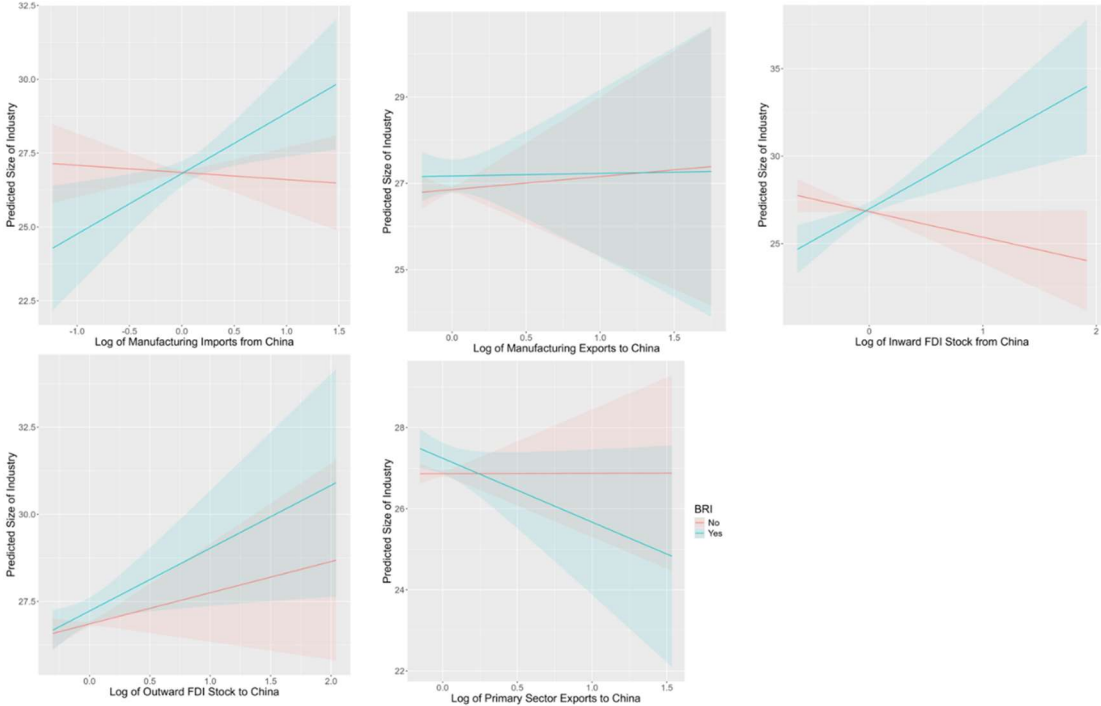 32.5
30.0
27.5
25.0
22.5
Predicted Size of Industry
-1.0 -0.5 0.0 0.5 1.0 1.5
Log of Manufacturing Imports from China
29
27
25
Predicted Size of Industry
0.0 0.5 1.0 1.5
Log of Manufacturing Exports to China
35
30
25
Predicted Size of Industry
0 1 2
Log of Inward FDI Stock from China
32.5
30.0
27.5
Predicted Size of Industry
0.0 0.5 1.0 1.5 2.0
Log of Outward FDI Stock to China
28
26
24
22
Predicted Size of Industry
0.0 0.5 1.0 1.5
Log of Primary Sector Exports to China
BRI
No
Yes